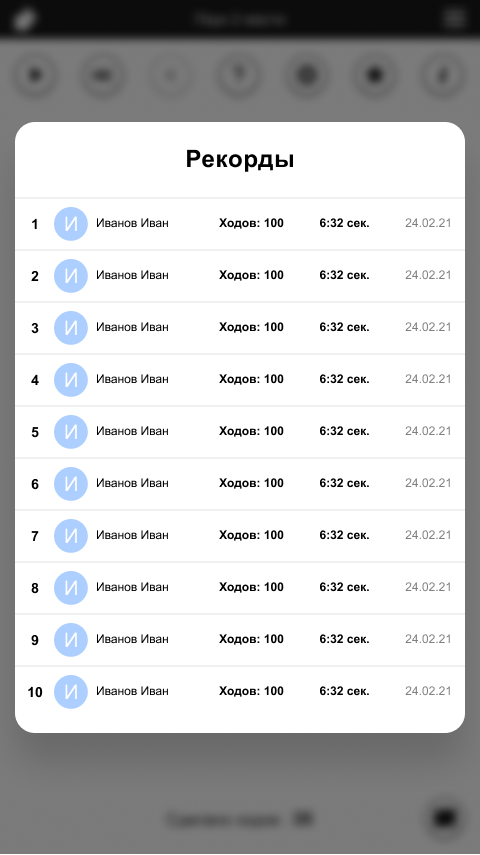 Рекорды
1 И Иванов Иван Ходов: 100 6:32 сек. 24.02.21
2 И Иванов Иван Ходов: 100 6:32 сек. 24.02.21
3 И Иванов Иван Ходов: 100 6:32 сек. 24.02.21
4 И Иванов Иван Ходов: 100 6:32 сек. 24.02.21
5 И Иванов Иван Ходов: 100 6:32 сек. 24.02.21
6 И Иванов Иван Ходов: 100 6:32 сек. 24.02.21
7 И Иванов Иван Ходов: 100 6:32 сек. 24.02.21
8 И Иванов Иван Ходов: 100 6:32 сек. 24.02.21
9 И Иванов Иван Ходов: 100 6:32 сек. 24.02.21
10 И Иванов Иван Ходов: 100 6:32 сек. 24.02.21